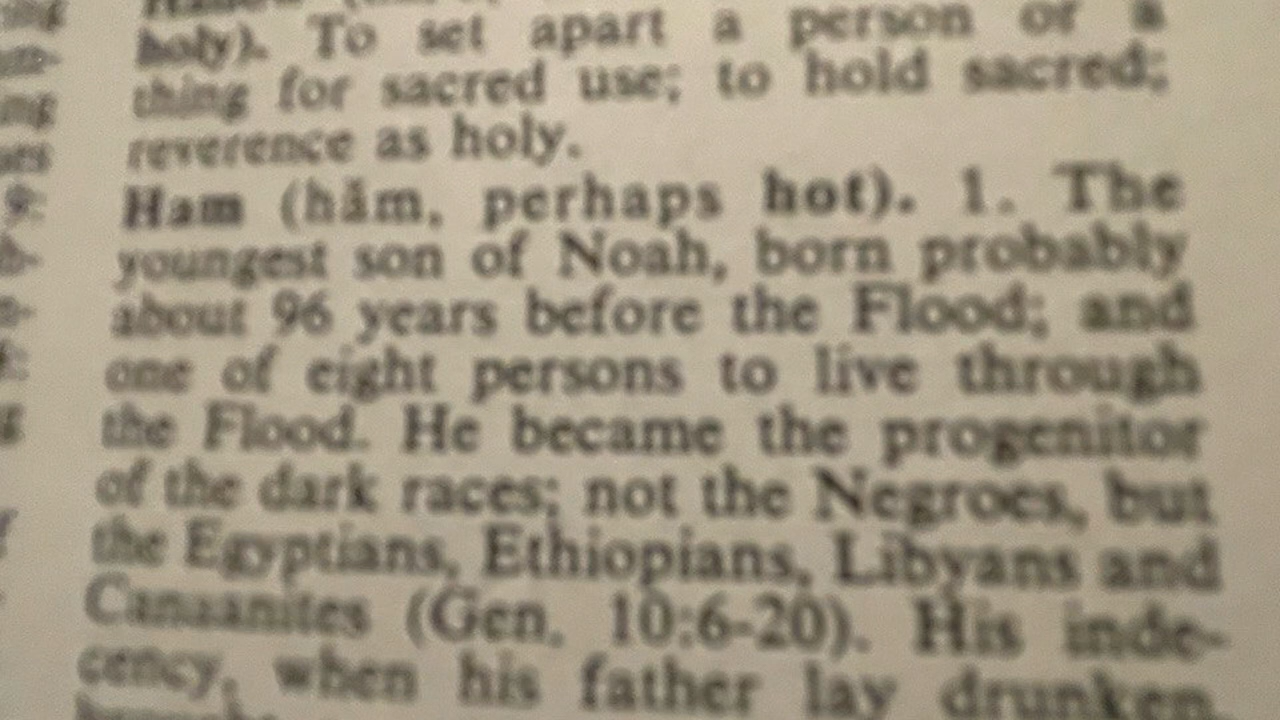 holy). To set apart a person or a
thing for sacred use; to hold sacred;
reverence as holy.
Ham (hăm, perhaps hot). 1. The
youngest son of Noah, born probably
about 96 years before the Flood; and
one of eight persons to live through
the Flood. He became the progenitor
of the dark races; not the Negroes, but
the Egyptians, Ethiopians, Libyans and
Canaanites (Gen. 10:6-20). His inde-
cency, when his father lay drunken,